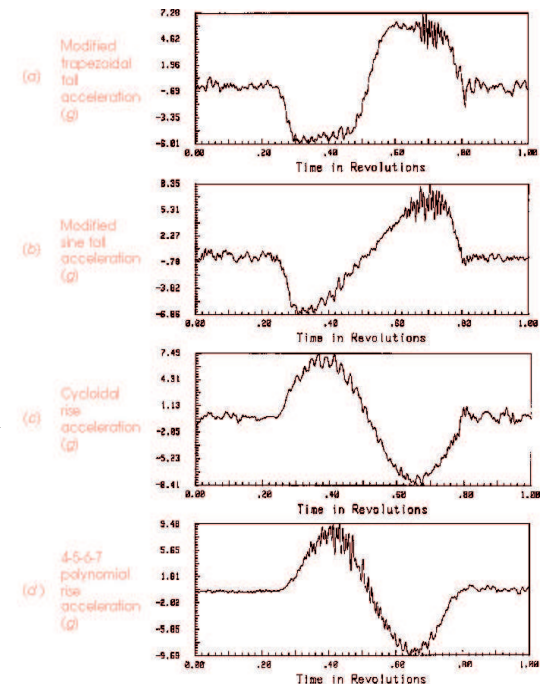 (a)
Modified
trapezoidal
fall
acceleration
(g)
7.28
4.62
1.96
-.69
-3.35
-6.01
0.00 .20 .40 .60 .80 1.00
Time in Revolutions
(b)
Modified
sine fall
acceleration
(g)
8.35
5.31
2.27
-.78
-3.82
-6.86
0.00 .20 .40 .60 .80 1.00
Time in Revolutions
(c)
Cycloidal
rise
acceleration
(g)
7.49
4.31
1.13
-2.05
-5.23
-8.41
0.00 .20 .40 .60 .80 1.00
Time in Revolutions
(d)
4-5-6-7
polynomial
rise
acceleration
(g)
9.48
5.65
1.81
-2.02
-5.85
-9.69
0.00 .20 .40 .60 .80 1.00
Time in Revolutions